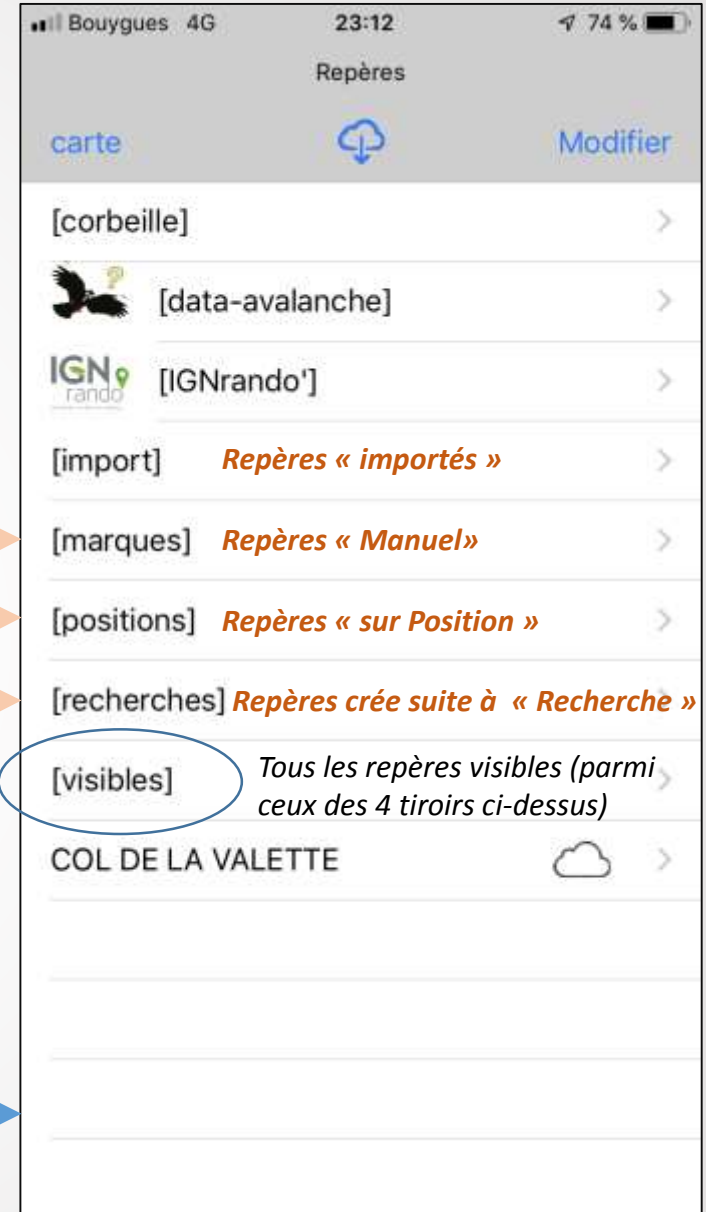 Bouygues 4G 23:12 74 %
Repères
carte Modifier
[corbeille]
[data-avalanche]
IGN rando [IGNrando']
[import] Repères « importés »
[marques] Repères « Manuel»
[positions] Repères « sur Position »
[recherches] Repères crée suite à « Recherche »
[visibles] Tous les repères visibles (parmi
ceux des 4 tiroirs ci-dessus)
COL DE LA VALETTE